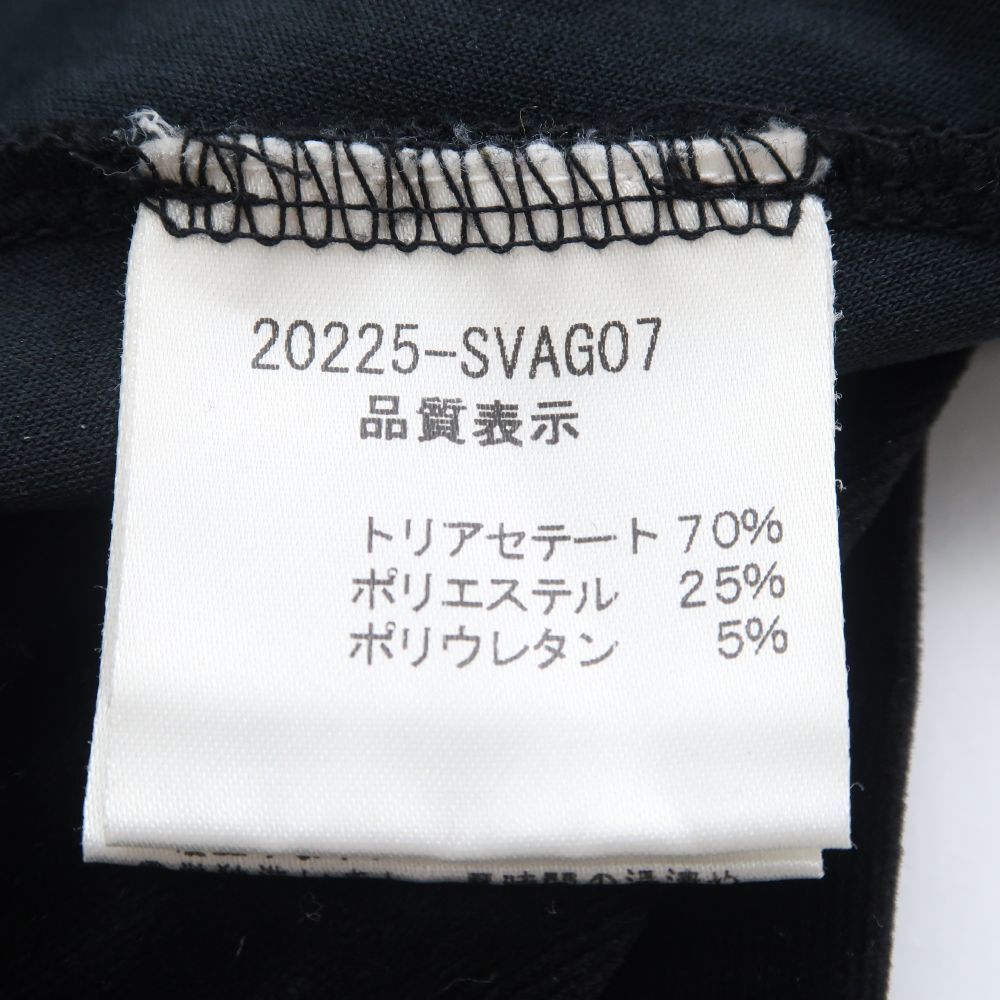 20225-SVAG07
品質表示
トリアセテート 70%
ポリエステル 25%
ポリウレタン 5%